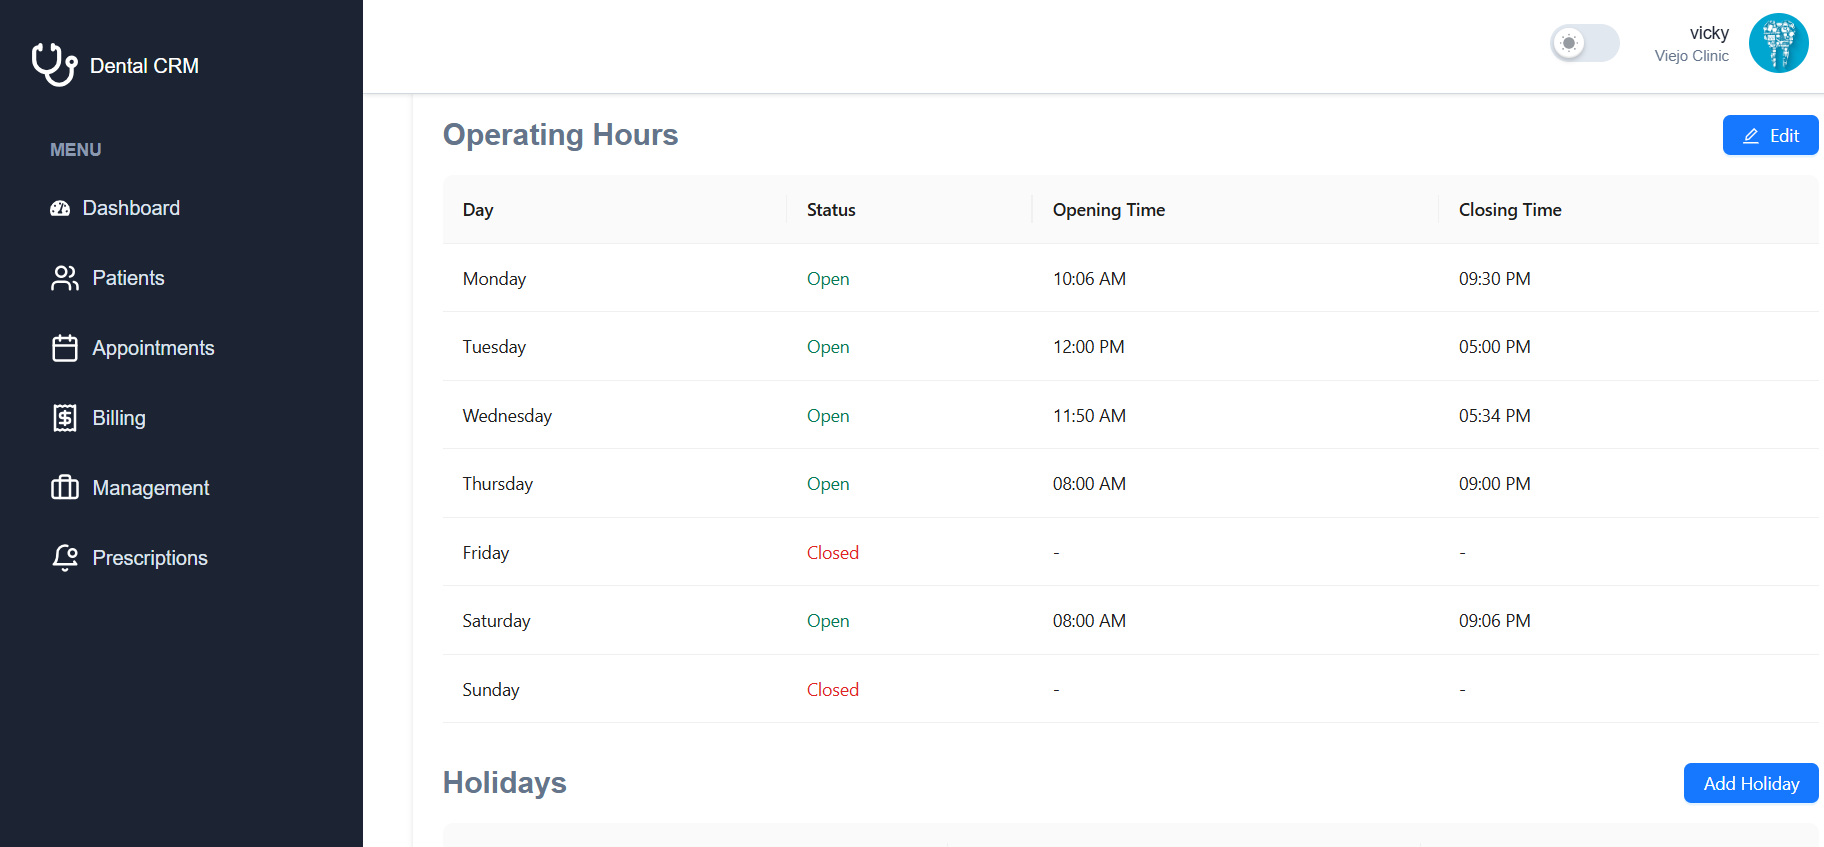 Dental CRM
MENU
Dashboard
Patients
Appointments
Billing
Management
Prescriptions
vicky
Viejo Clinic
Operating Hours
Edit
Day Status Opening Time Closing Time
Monday Open 10:06 AM 09:30 PM
Tuesday Open 12:00 PM 05:00 PM
Wednesday Open 11:50 AM 05:34 PM
Thursday Open 08:00 AM 09:00 PM
Friday Closed - -
Saturday Open 08:00 AM 09:06 PM
Sunday Closed - -
Holidays
Add Holiday